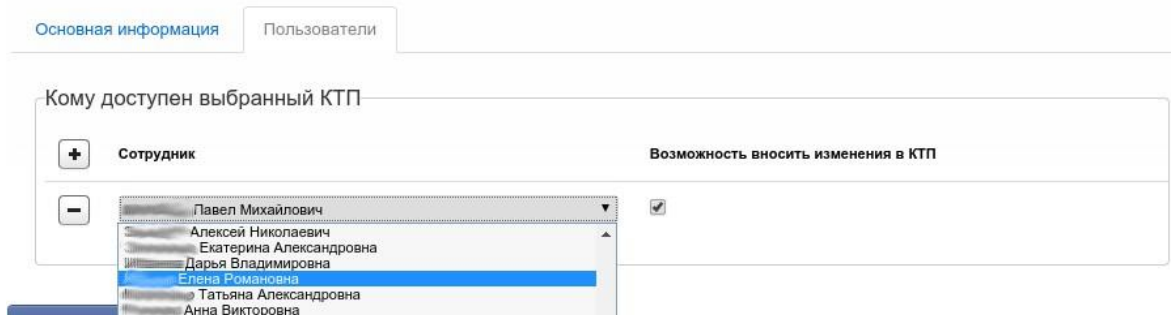 Основная информация Пользователи
Кому доступен выбранный КТП
+ Сотрудник Возможность вносить изменения в КТП
− Павел Михайлович
Алексей Николаевич
Екатерина Александровна
Дарья Владимировна
Елена Романовна
Татьяна Александровна
Анна Викторовна